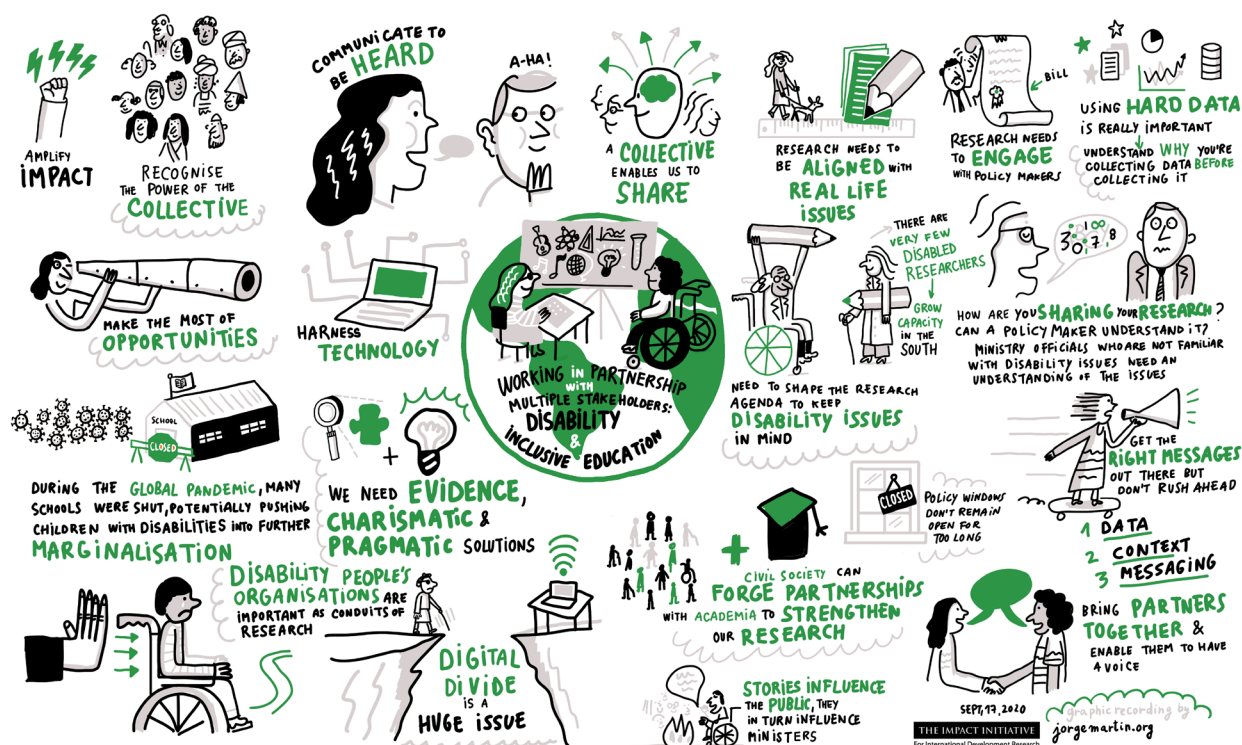 AMPLIFY
IMPACT
RECOGNISE
THE POWER OF THE
COLLECTIVE
COMMUNICATE TO
BE HEARD
A-HA!
A COLLECTIVE
ENABLES US TO
SHARE
RESEARCH NEEDS TO
BE ALIGNED WITH
REAL LIFE
ISSUES
BILL
RESEARCH NEEDS
TO ENGAGE
WITH POLICY MAKERS
USING HARD DATA
IS REALLY IMPORTANT
UNDERSTAND WHY YOU'RE
COLLECTING DATA BEFORE
COLLECTING IT
MAKE THE MOST OF
OPPORTUNITIES
HARNESS
TECHNOLOGY
WORKING IN PARTNERSHIP
WITH
MULTIPLE STAKEHOLDERS:
DISABILITY
&
INCLUSIVE EDUCATION
THERE ARE
VERY FEW
DISABLED
RESEARCHERS
GROW
CAPACITY
IN THE
SOUTH
NEED TO SHAPE THE RESEARCH
AGENDA TO KEEP
DISABILITY ISSUES
IN MIND
3 1 0 0
0 7 8
HOW ARE YOU SHARING YOUR RESEARCH?
CAN A POLICY MAKER UNDERSTAND IT?
MINISTRY OFFICIALS WHO ARE NOT FAMILIAR
WITH DISABILITY ISSUES NEED AN
UNDERSTANDING OF THE ISSUES
SCHOOL
CLOSED
DURING THE GLOBAL PANDEMIC, MANY
SCHOOLS WERE SHUT, POTENTIALLY PUSHING
CHILDREN WITH DISABILITIES INTO FURTHER
MARGINALISATION
+
WE NEED EVIDENCE,
CHARISMATIC &
PRAGMATIC SOLUTIONS
CLOSED
POLICY WINDOWS
DON'T REMAIN
OPEN FOR
TOO LONG
GET THE
RIGHT MESSAGES
OUT THERE BUT
DON'T RUSH AHEAD
1 DATA
2 CONTEXT
3 MESSAGING
DISABILITY PEOPLE'S
ORGANISATIONS ARE
IMPORTANT AS CONDUITS OF
RESEARCH
DIGITAL
DIVIDE
IS A
HUGE ISSUE
+
CIVIL SOCIETY CAN
FORGE PARTNERSHIPS
WITH ACADEMIA TO STRENGTHEN
OUR RESEARCH
STORIES INFLUENCE
THE PUBLIC, THEY
IN TURN INFLUENCE
MINISTERS
BRING PARTNERS
TOGETHER &
ENABLE THEM TO HAVE
A VOICE
SEPT, 17, 2020
THE IMPACT INITIATIVE
For International Development Research
graphic recording by
jorgemartin.org